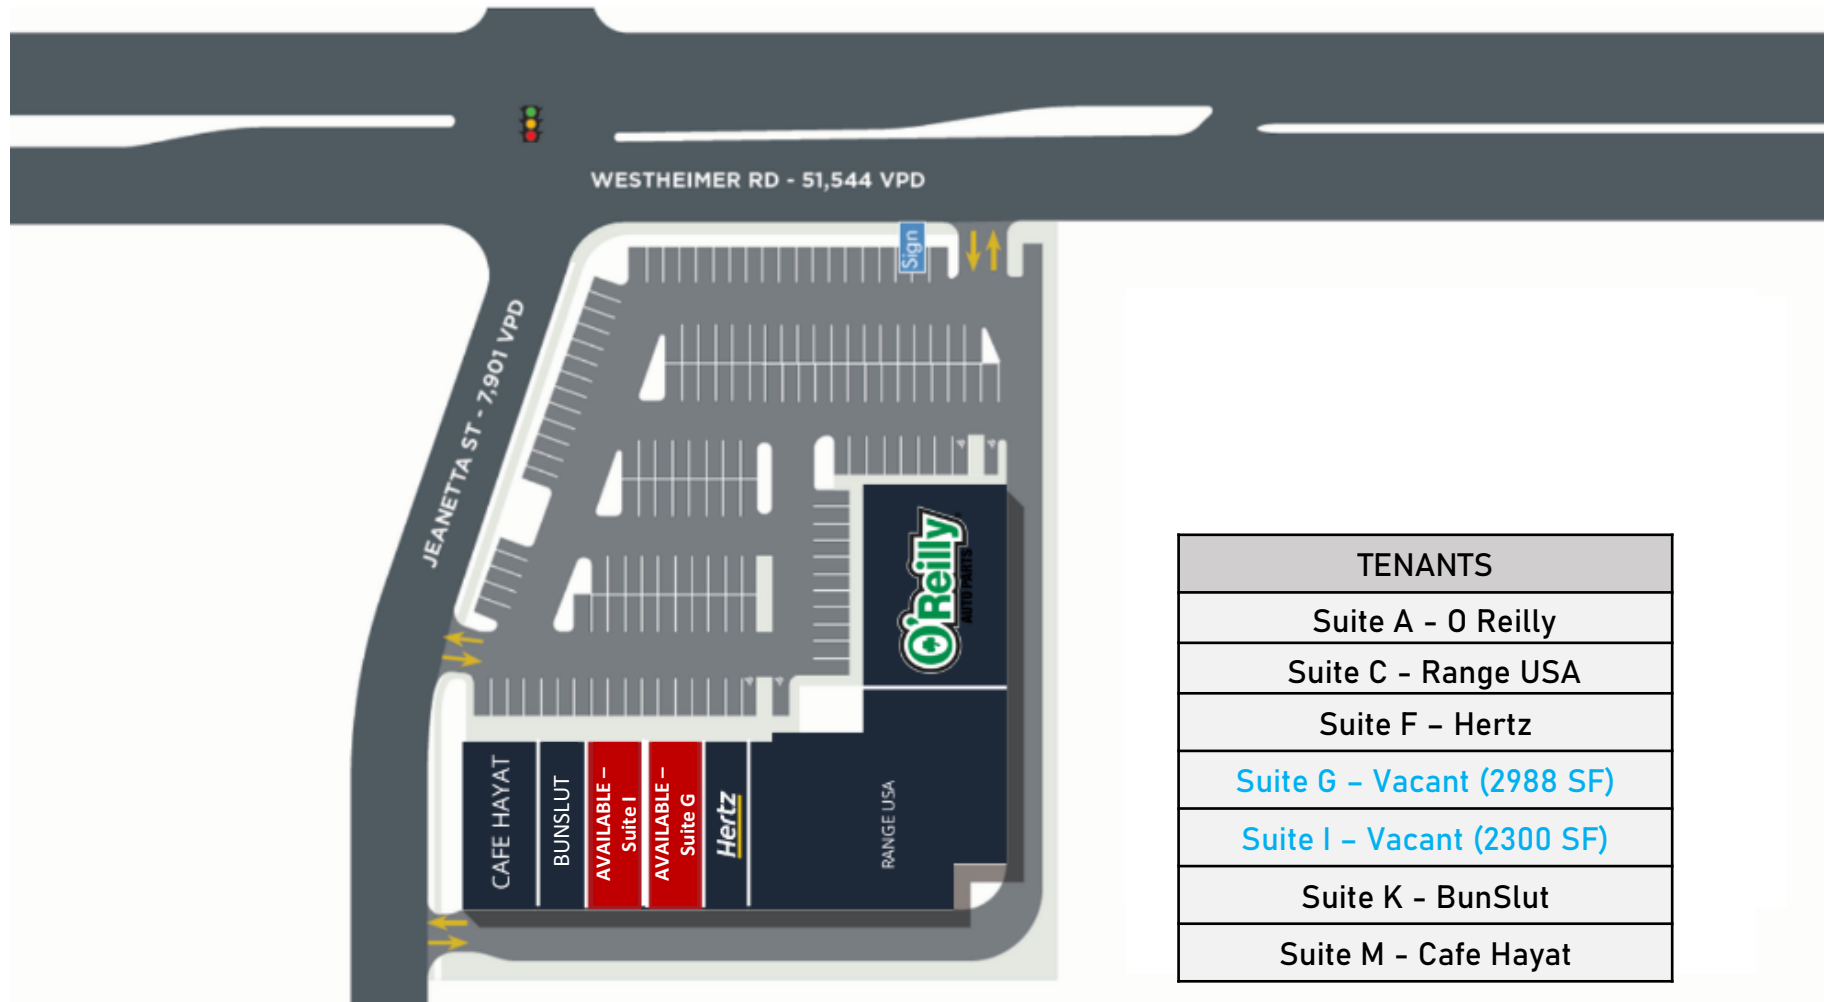 WESTHEIMER RD - 51,544 VPD
Sign
JEANETTA ST - 7,901 VPD
O'Reilly
AUTO PARTS
CAFE HAYAT
BUNSLUT
AVAILABLE –
Suite I
AVAILABLE –
Suite G
Hertz
RANGE USA
TENANTS
Suite A - O Reilly
Suite C - Range USA
Suite F – Hertz
Suite G – Vacant (2988 SF)
Suite I – Vacant (2300 SF)
Suite K - BunSlut
Suite M - Cafe Hayat